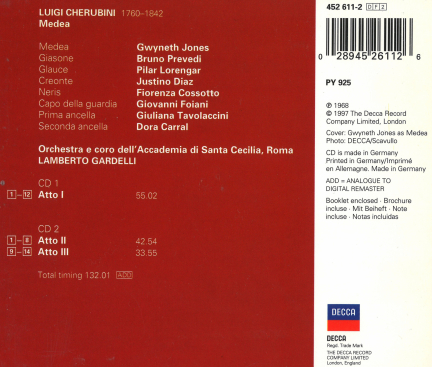 LUIGI CHERUBINI 1760–1842
Medea
Medea Gwyneth Jones
Giasone Bruno Prevedi
Glauce Pilar Lorengar
Creonte Justino Diaz
Neris Fiorenza Cossotto
Capo della guardia Giovanni Foiani
Prima ancella Giuliana Tavolaccini
Seconda ancella Dora Carral
Orchestra e coro dell'Accademia di Santa Cecilia, Roma
LAMBERTO GARDELLI
CD 1
1–12 Atto I 55.02
CD 2
1–8 Atto II 42.54
9–14 Atto III 33.55
Total timing 132.01 ADD
452 611-2 DF2
0 28945 26112 6
PY 925
℗ 1968
© 1997 The Decca Record
Company Limited, London
Cover: Gwyneth Jones as Medea
Photo: DECCA/Scavullo
CD is made in Germany
Printed in Germany/Imprimé
en Allemagne. Made in Germany
ADD = ANALOGUE TO
DIGITAL REMASTER
Booklet enclosed · Brochure
incluse · Mit Beiheft · Note
incluse · Notas incluidas
DECCA
DECCA
Regd. Trade Mark
THE DECCA RECORD
COMPANY LIMITED
London, England